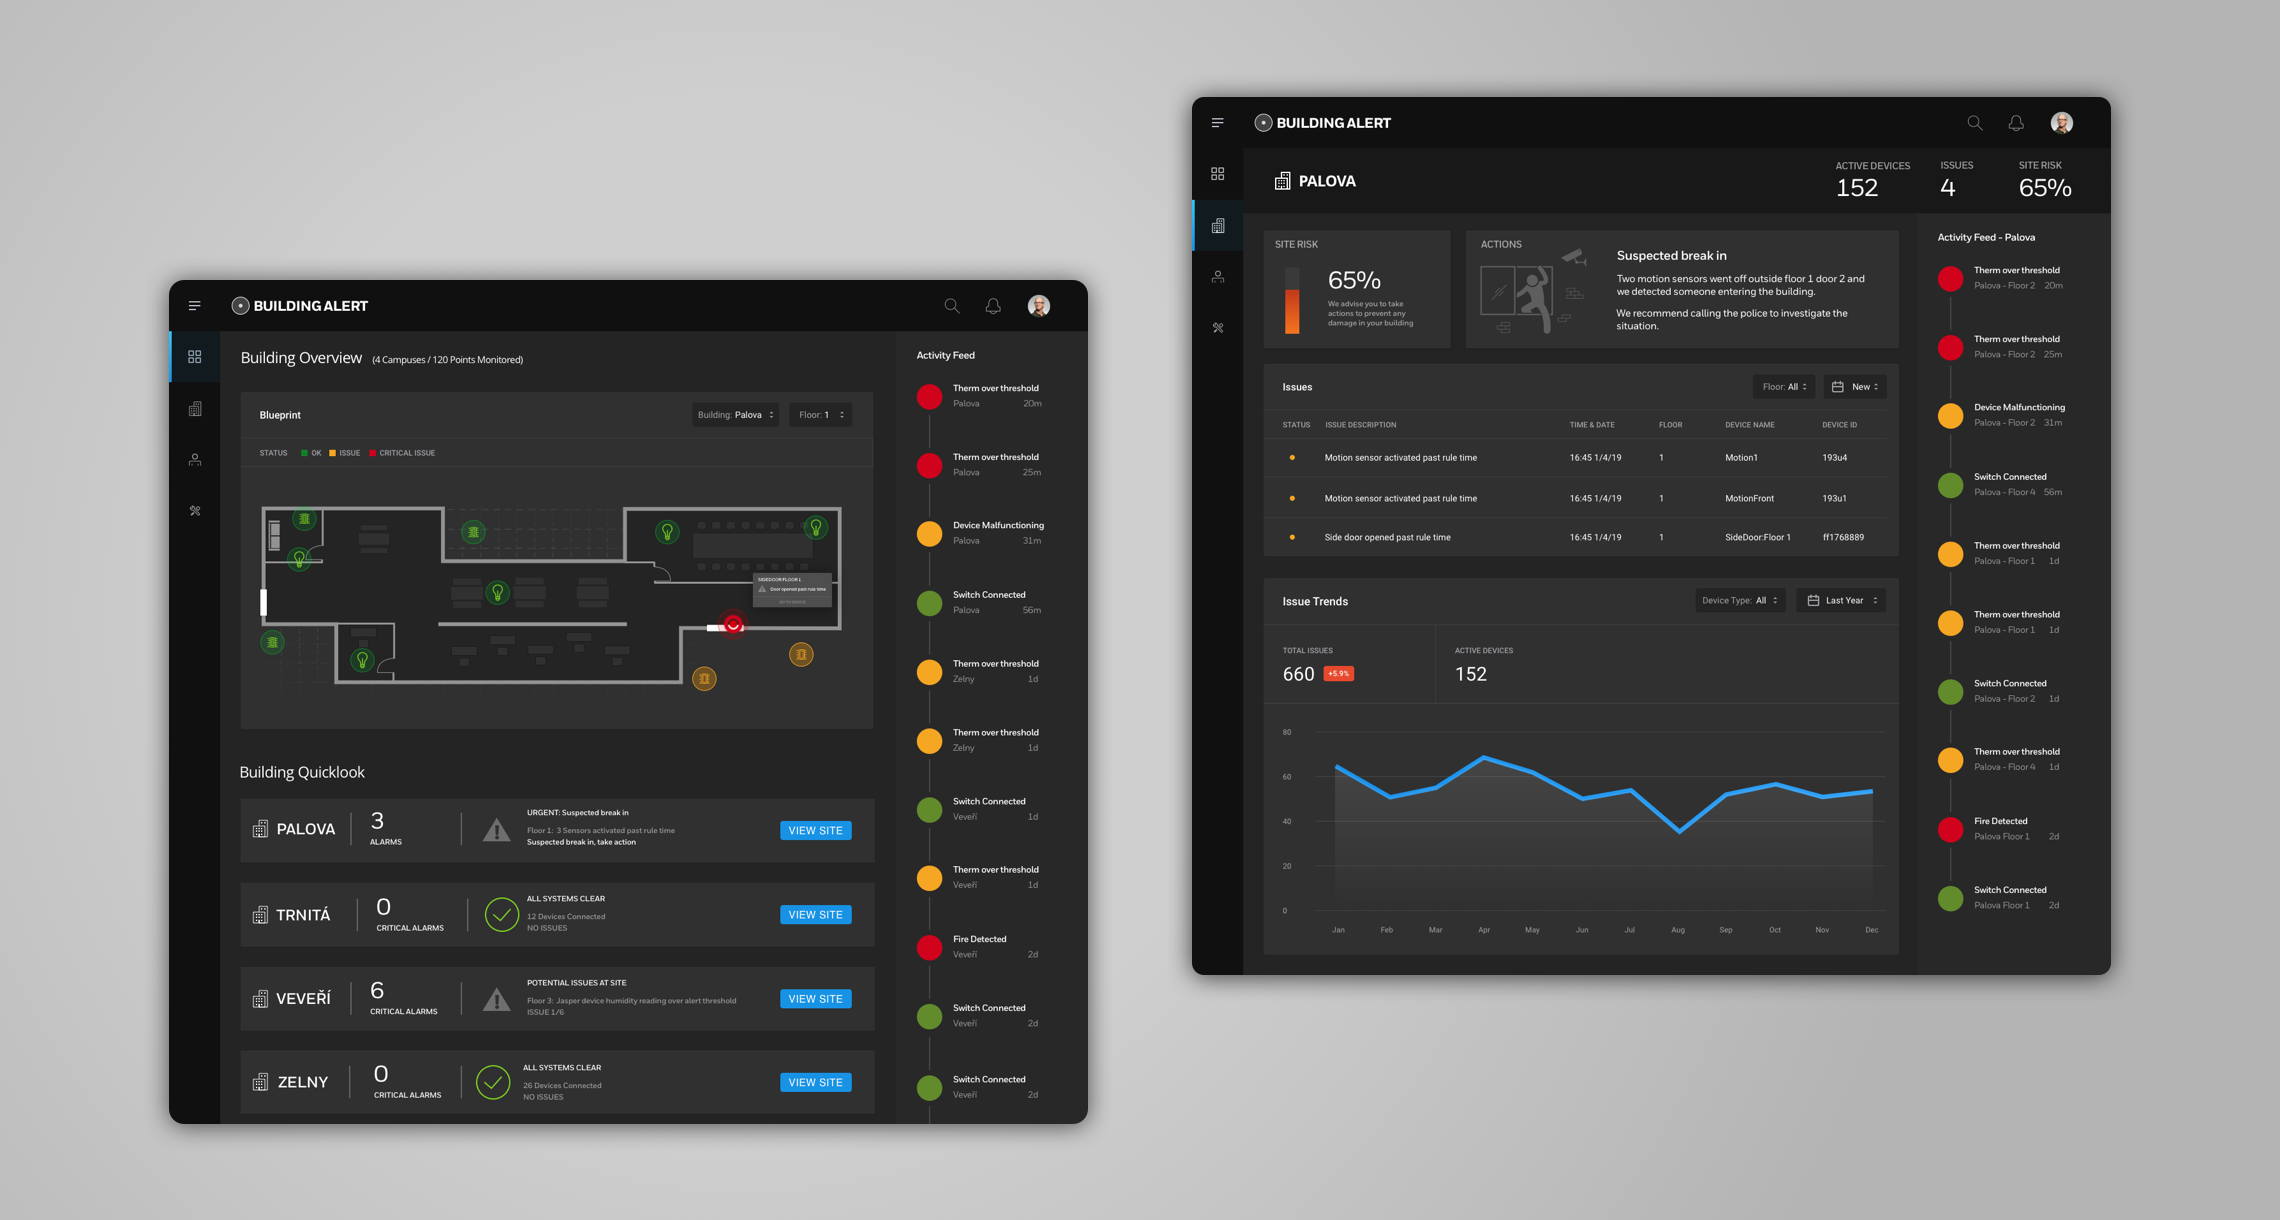 BUILDING ALERT
Building Overview (4 Campuses / 120 Points Monitored)
Blueprint
Building: Palova
Floor: 1
STATUS OK ISSUE CRITICAL ISSUE
SIDEDOOR:FLOOR 1
Door opened past rule time
Building Quicklook
PALOVA
3
ALARMS
URGENT: Suspected break in
Floor 1: 3 Sensors activated past rule time
Suspected break in, take action
VIEW SITE
TRNITÁ
0
CRITICAL ALARMS
ALL SYSTEMS CLEAR
12 Devices Connected
NO ISSUES
VIEW SITE
VEVEŘÍ
6
CRITICAL ALARMS
POTENTIAL ISSUES AT SITE
Floor 3: Jasper device humidity reading over alert threshold
ISSUE 1/6
VIEW SITE
ZELNY
0
CRITICAL ALARMS
ALL SYSTEMS CLEAR
26 Devices Connected
NO ISSUES
VIEW SITE
Activity Feed
Therm over threshold
Palova 20m
Therm over threshold
Palova 25m
Device Malfunctioning
Palova 31m
Switch Connected
Palova 56m
Therm over threshold
Zelny 1d
Therm over threshold
Zelny 1d
Switch Connected
Veveří 1d
Therm over threshold
Veveří 1d
Fire Detected
Veveří 2d
Switch Connected
Veveří 2d
Switch Connected
Veveří 2d
BUILDING ALERT
PALOVA
ACTIVE DEVICES
152
ISSUES
4
SITE RISK
65%
SITE RISK
65%
We advise you to take
actions to prevent any
damage in your building
ACTIONS
Suspected break in
Two motion sensors went off outside floor 1 door 2 and
we detected someone entering the building.
We recommend calling the police to investigate the
situation.
Issues
Floor: All
New
STATUS ISSUE DESCRIPTION TIME & DATE FLOOR DEVICE NAME DEVICE ID
Motion sensor activated past rule time 16:45 1/4/19 1 Motion1 193u4
Motion sensor activated past rule time 16:45 1/4/19 1 MotionFront 193u1
Side door opened past rule time 16:45 1/4/19 1 SideDoor:Floor 1 ff1768889
Issue Trends
Device Type: All
Last Year
TOTAL ISSUES
660 +5.9%
ACTIVE DEVICES
152
80
60
40
20
0
Jan Feb Mar Apr May Jun Jul Aug Sep Oct Nov Dec
Activity Feed - Palova
Therm over threshold
Palova - Floor 2 20m
Therm over threshold
Palova - Floor 2 25m
Device Malfunctioning
Palova - Floor 2 31m
Switch Connected
Palova - Floor 4 56m
Therm over threshold
Palova - Floor 1 1d
Therm over threshold
Palova - Floor 1 1d
Switch Connected
Palova - Floor 2 1d
Therm over threshold
Palova - Floor 4 1d
Fire Detected
Palova Floor 1 2d
Switch Connected
Palova Floor 1 2d